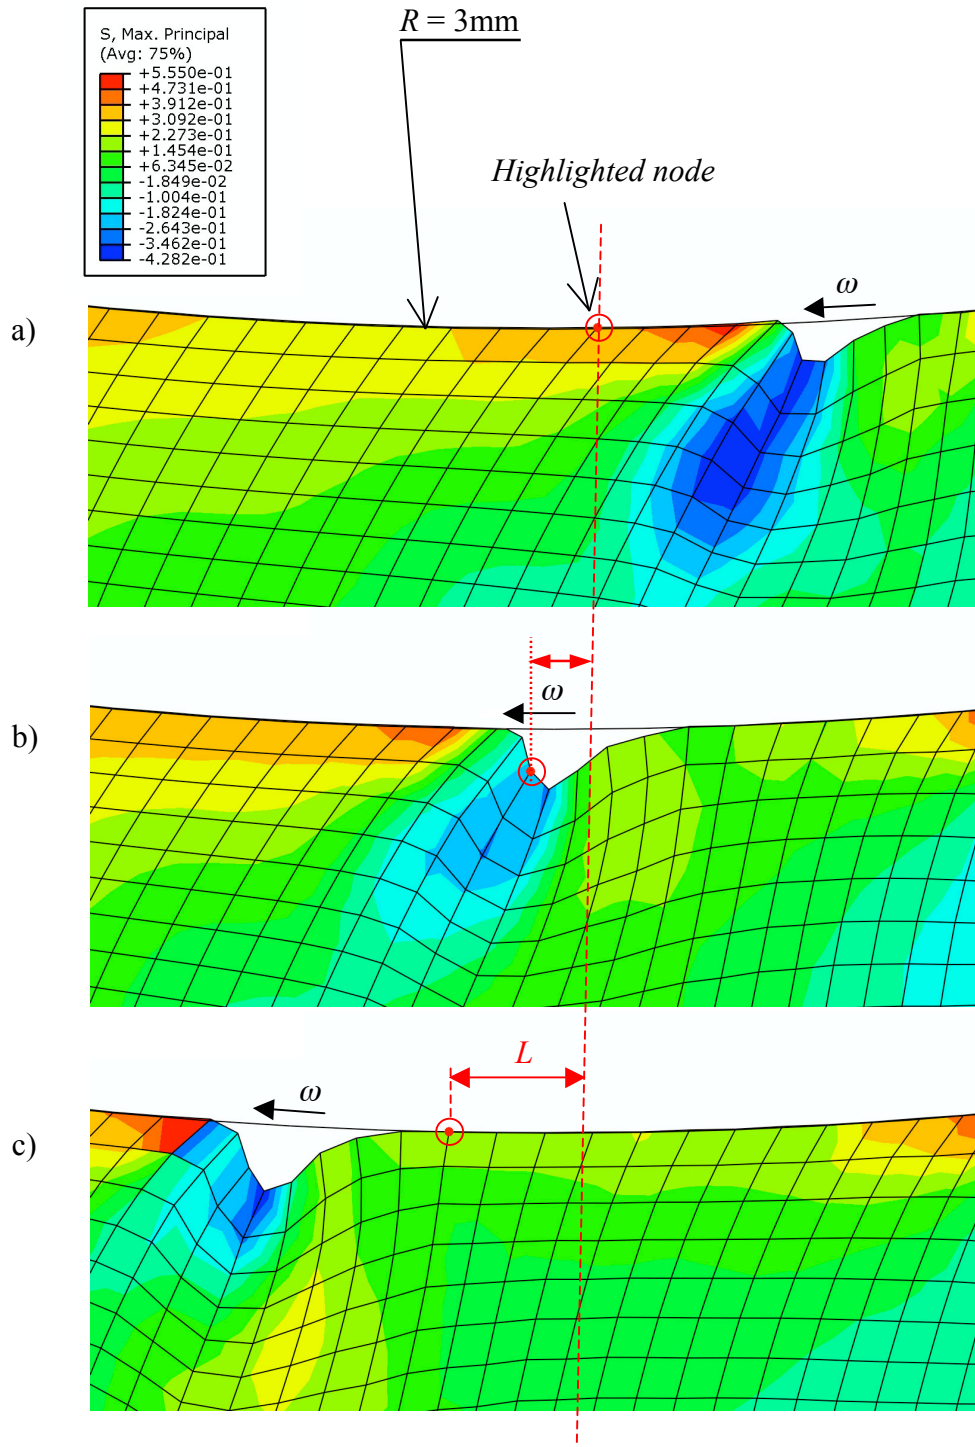 R = 3mm
S, Max. Principal
(Avg: 75%)
+5.550e-01
+4.731e-01
+3.912e-01
+3.092e-01
+2.273e-01
+1.454e-01
+6.345e-02
-1.849e-02
-1.004e-01
-1.824e-01
-2.643e-01
-3.462e-01
-4.282e-01
Highlighted node
ω
a)
ω
b)
L
ω
c)